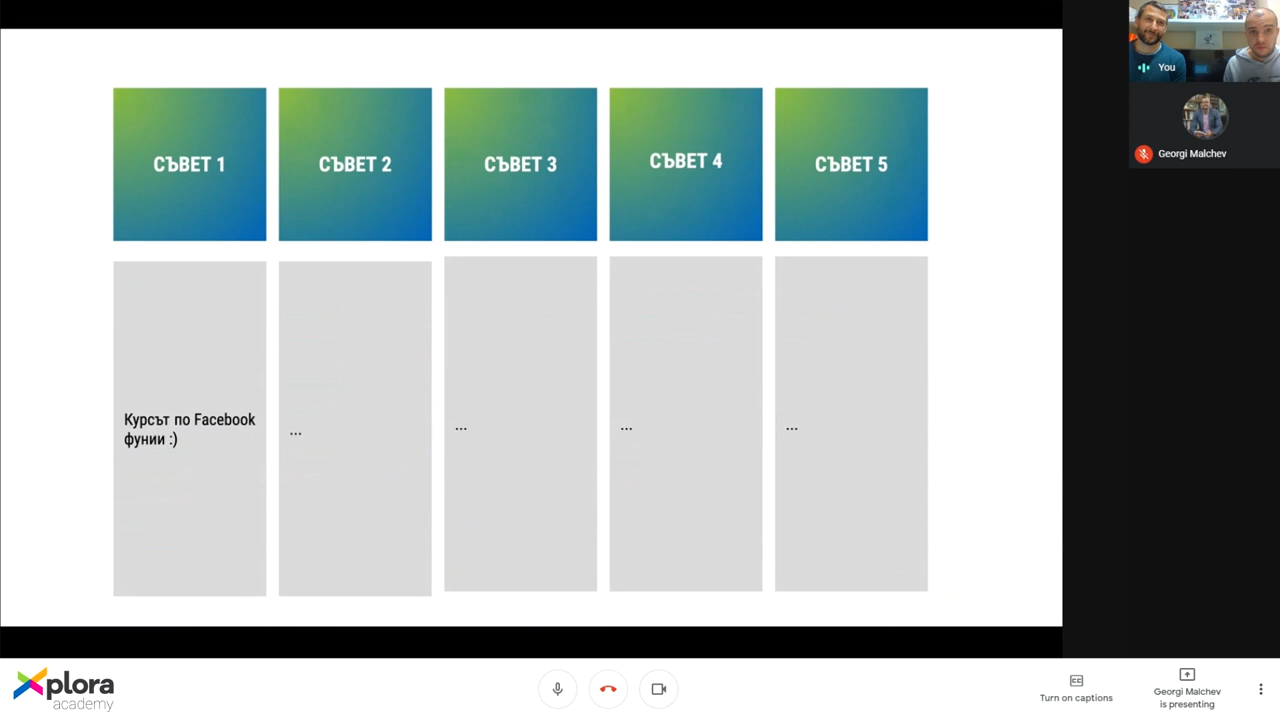 СЪВЕТ 1
СЪВЕТ 2
СЪВЕТ 3
СЪВЕТ 4
СЪВЕТ 5
Курсът по Facebook
фунии :)
...
...
...
...
You
Georgi Malchev
Xplora
academy
Turn on captions
Georgi Malchev
is presenting